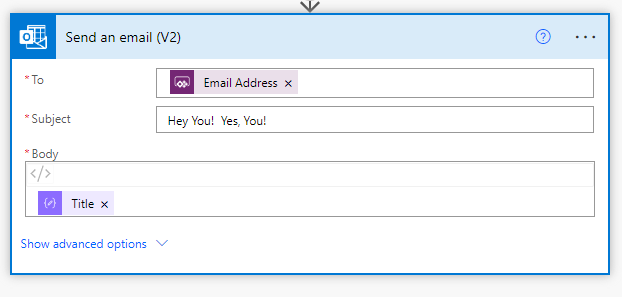 Send an email (V2)
* To
Email Address ×
* Subject
Hey You!  Yes, You!
* Body
</>
Title ×
Show advanced options